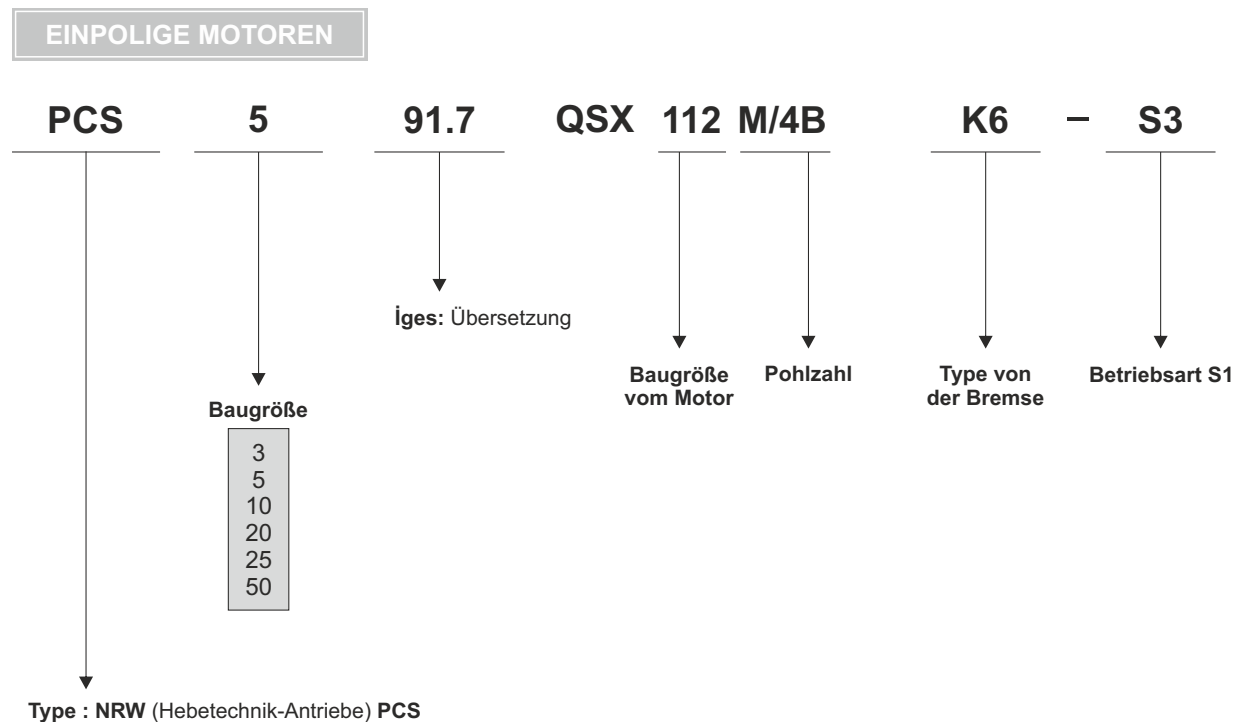 EINPOLIGE MOTOREN
PCS 5 91.7 QSX 112 M/4B K6 – S3
İges: Übersetzung
Baugröße
vom Motor
Pohlzahl
Type von
der Bremse
Betriebsart S1
Baugröße
3
5
10
20
25
50
Type : NRW (Hebetechnik-Antriebe) PCS